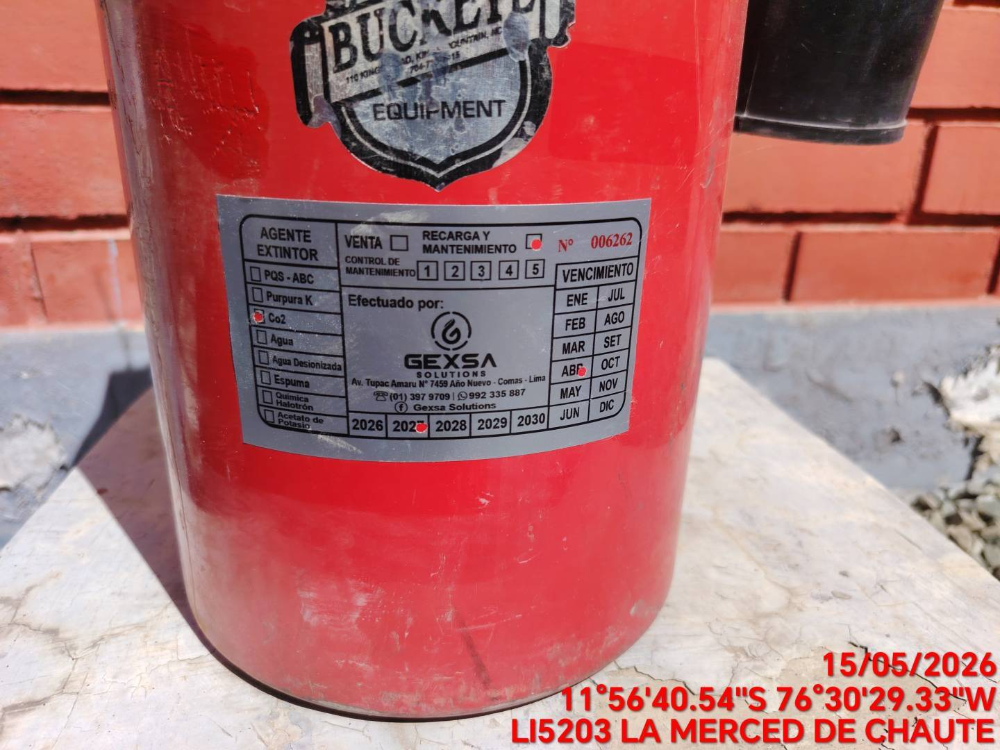 BUCKEYE
EQUIPMENT
AGENTE
EXTINTOR
PQS - ABC
Purpura K
Co2
Agua
Agua Desionizada
Espuma
Química
Halotrón
Acetato de
Potasio
VENTA
RECARGA Y
MANTENIMIENTO
Nº 006262
CONTROL DE
MANTENIMIENTO 1 2 3 4 5
Efectuado por:
GEXSA
SOLUTIONS
Av. Tupac Amaru N° 7459 Año Nuevo - Comas - Lima
(01) 397 9709 | 992 335 887
Gexsa Solutions
2026 2027 2028 2029 2030
VENCIMIENTO
ENE JUL
FEB AGO
MAR SET
ABR OCT
MAY NOV
JUN DIC
15/05/2026
11°56'40.54"S 76°30'29.33"W
LI5203 LA MERCED DE CHAUTE